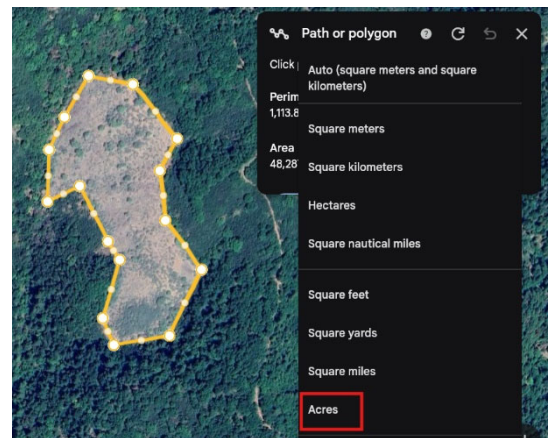 Path or polygon
Click
Auto (square meters and square
kilometers)
Perim
1,113.8
Square meters
Area
48,28
Square kilometers
Hectares
Square nautical miles
Square feet
Square yards
Square miles
Acres